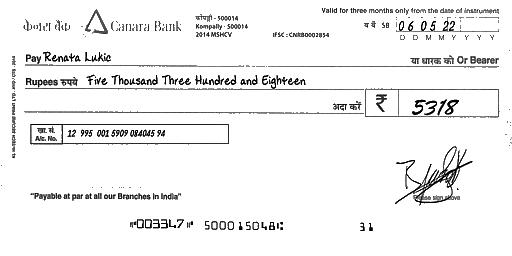 Valid for three months only from the date of instrument
केनरा बैंक Canara Bank
कोंपल्ली - 500014
Kompally - 500014
2014 MSHCV
IFSC : CNRB0002854
SB 06 05 22
D D M M Y Y Y Y
Pay Renata Lukic या धारक को Or Bearer
Rupees रुपये Five Thousand Three Hundred and Eighteen
अदा करें ₹ 5318
खा. सं.
A/c. No. 12 995 001 5909 084045 94
Please sign above
"Payable at par at all our Branches in India"
⑈003347⑈ 500015048⑆ 31